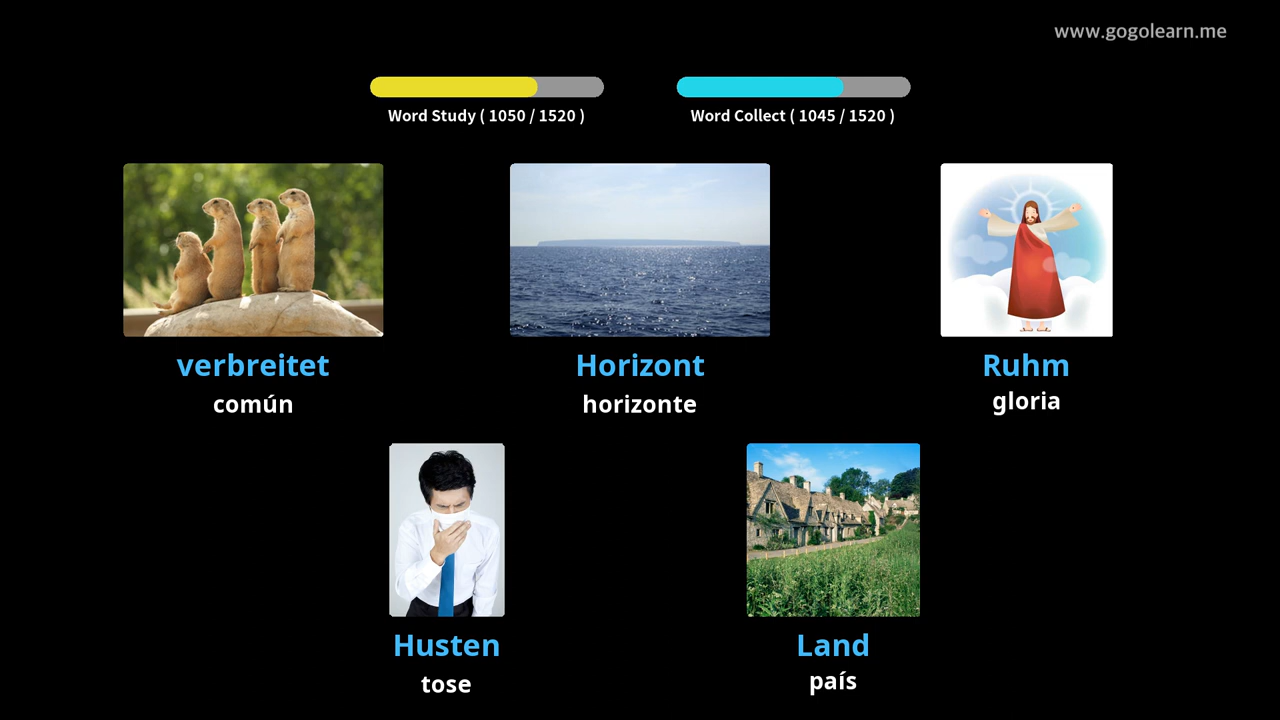 www.gogolearn.me
Word Study ( 1050 / 1520 )
Word Collect ( 1045 / 1520 )
verbreitet
común
Horizont
horizonte
Ruhm
gloria
Husten
tose
Land
país